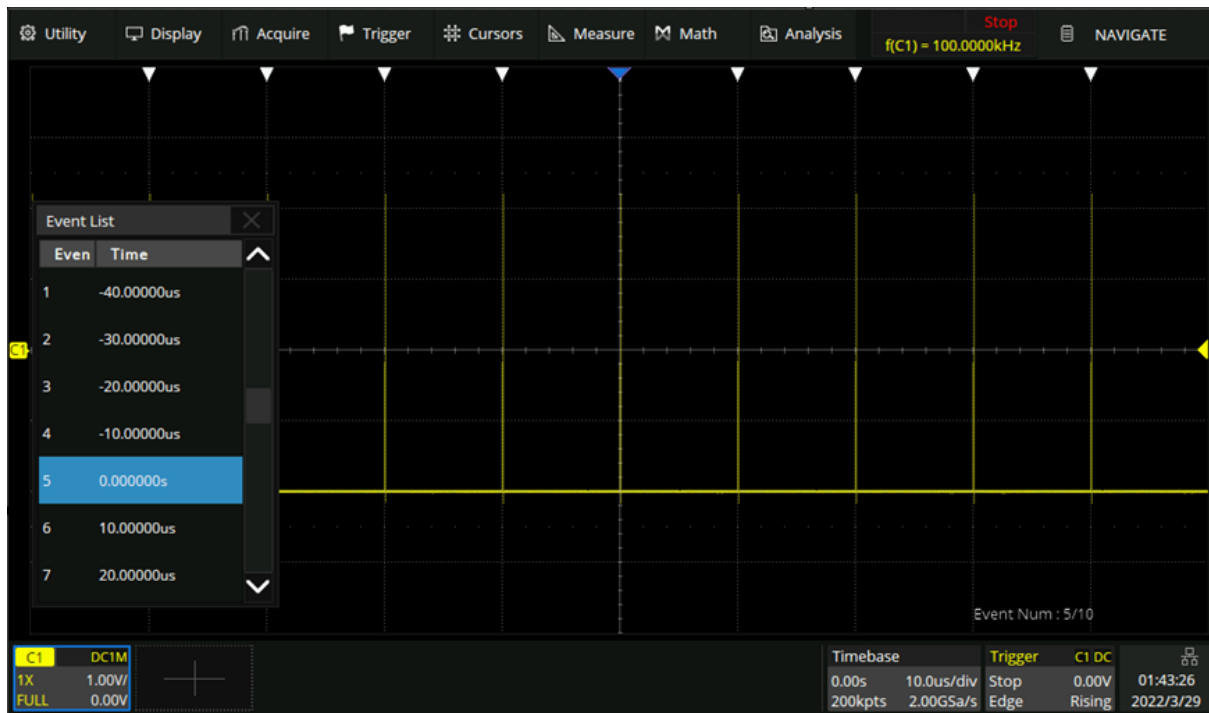 Utility Display Acquire Trigger Cursors Measure Math Analysis Stop NAVIGATE
f(C1) = 100.0000kHz
Event List
Even Time
1 -40.00000us
2 -30.00000us
C1
3 -20.00000us
4 -10.00000us
5 0.000000s
6 10.00000us
7 20.00000us
Event Num : 5/10
C1 DC1M Timebase Trigger C1 DC
1X 1.00V/ 0.00s 10.0us/div Stop 0.00V 01:43:26
FULL 0.00V 200kpts 2.00GSa/s Edge Rising 2022/3/29